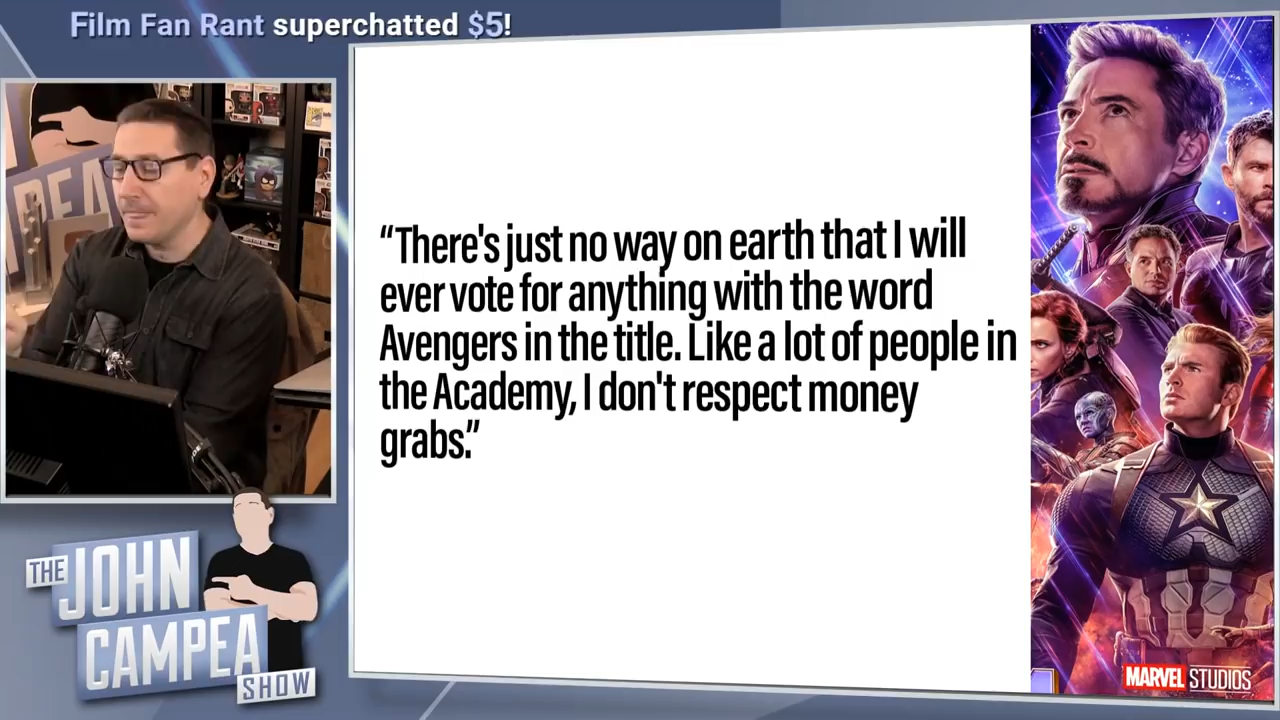 Film Fan Rant superchatted $5!
“There's just no way on earth that I will
ever vote for anything with the word
Avengers in the title. Like a lot of people in
the Academy, I don't respect money
grabs.”
PEA
THE
JOHN
CAMPEA
SHOW
MARVEL STUDIOS